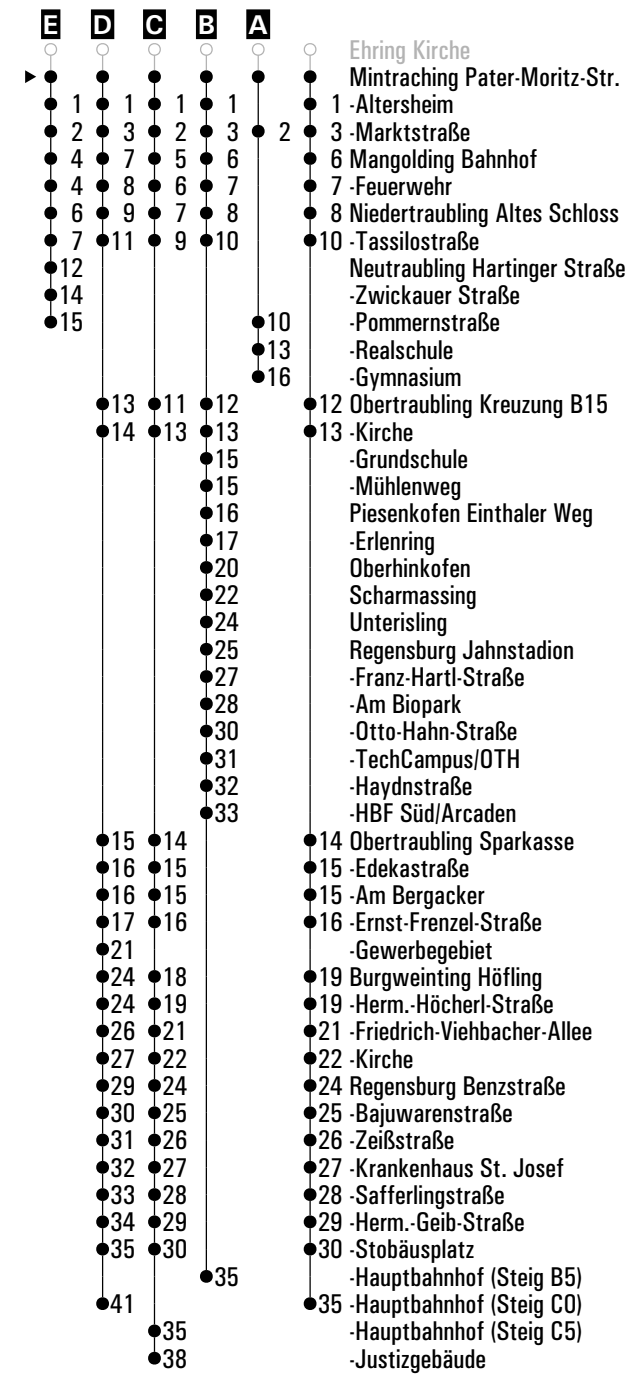 E D C B A
Ehring Kirche
Mintraching Pater-Moritz-Str.
1 1 1 1 1 -Altersheim
2 3 2 3 2 3 -Marktstraße
4 7 5 6 6 Mangolding Bahnhof
4 8 6 7 7 -Feuerwehr
6 9 7 8 8 Niedertraubling Altes Schloss
7 11 9 10 10 -Tassilostraße
12 Neutraubling Hartinger Straße
14 -Zwickauer Straße
15 10 -Pommernstraße
13 -Realschule
16 -Gymnasium
13 11 12 12 Obertraubling Kreuzung B15
14 13 13 13 -Kirche
15 -Grundschule
15 -Mühlenweg
16 Piesenkofen Einthaler Weg
17 -Erlenring
20 Oberhinkofen
22 Scharmassing
24 Unterisling
25 Regensburg Jahnstadion
27 -Franz-Hartl-Straße
28 -Am Biopark
30 -Otto-Hahn-Straße
31 -TechCampus/OTH
32 -Haydnstraße
33 -HBF Süd/Arcaden
15 14 14 Obertraubling Sparkasse
16 15 15 -Edekastraße
16 15 15 -Am Bergacker
17 16 16 -Ernst-Frenzel-Straße
21 -Gewerbegebiet
24 18 19 Burgweinting Höfling
24 19 19 -Herm.-Höcherl-Straße
26 21 21 -Friedrich-Viehbacher-Allee
27 22 22 -Kirche
29 24 24 Regensburg Benzstraße
30 25 25 -Bajuwarenstraße
31 26 26 -Zeißstraße
32 27 27 -Krankenhaus St. Josef
33 28 28 -Safferlingstraße
34 29 29 -Herm.-Geib-Straße
35 30 30 -Stobäusplatz
35 -Hauptbahnhof (Steig B5)
41 35 -Hauptbahnhof (Steig C0)
35 -Hauptbahnhof (Steig C5)
38 -Justizgebäude